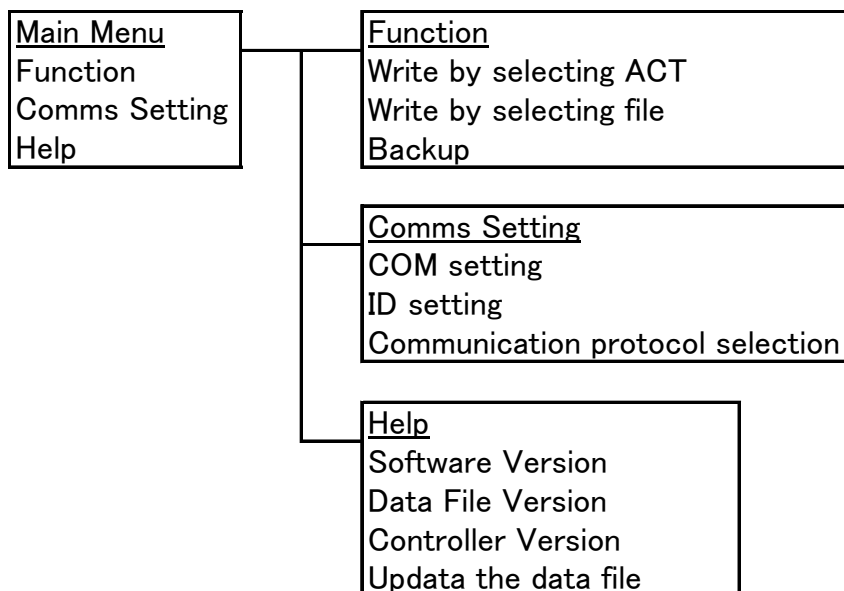 Main Menu
Function
Comms Setting
Help
Function
Write by selecting ACT
Write by selecting file
Backup
Comms Setting
COM setting
ID setting
Communication protocol selection
Help
Software Version
Data File Version
Controller Version
Updata the data file